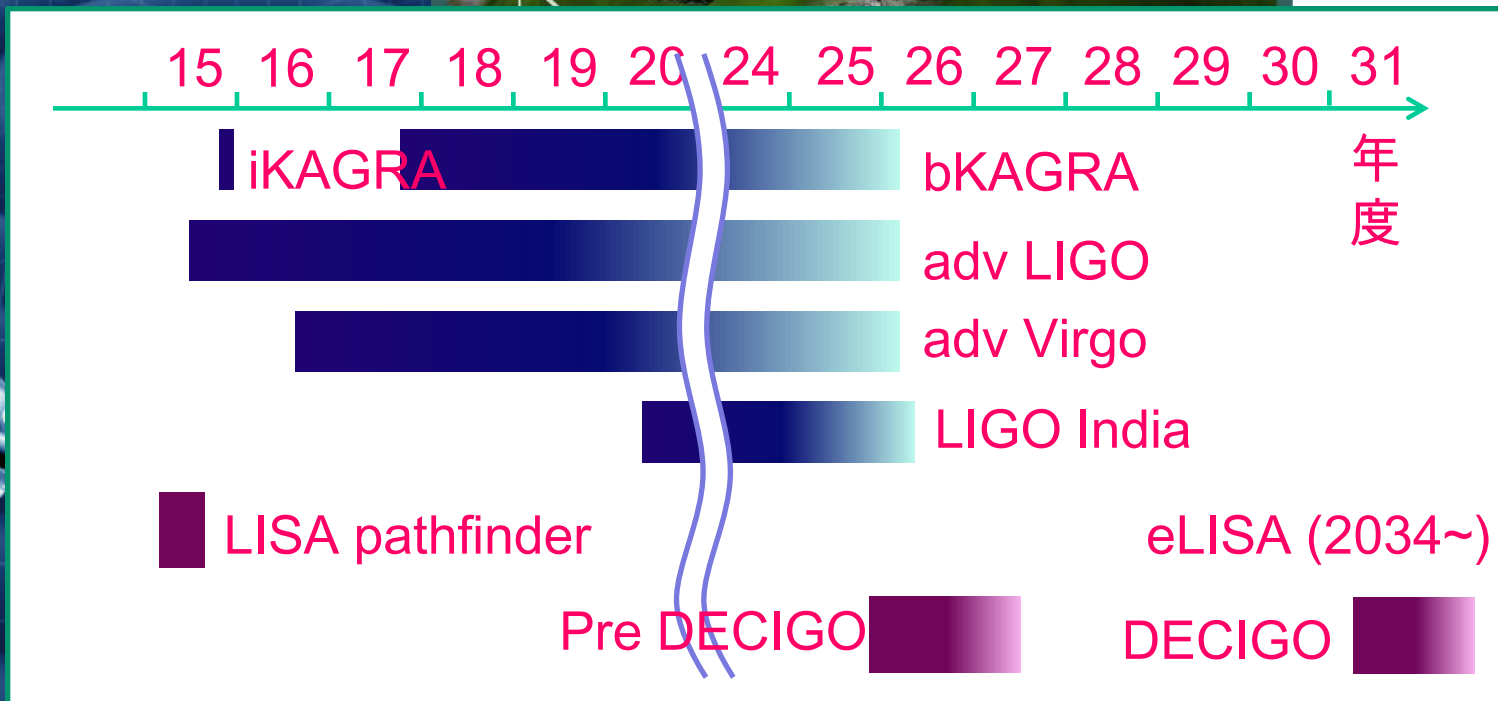 15 16 17 18 19 20 24 25 26 27 28 29 30 31
年度
iKAGRA bKAGRA
adv LIGO
adv Virgo
LIGO India
LISA pathfinder eLISA (2034~)
Pre DECIGO DECIGO